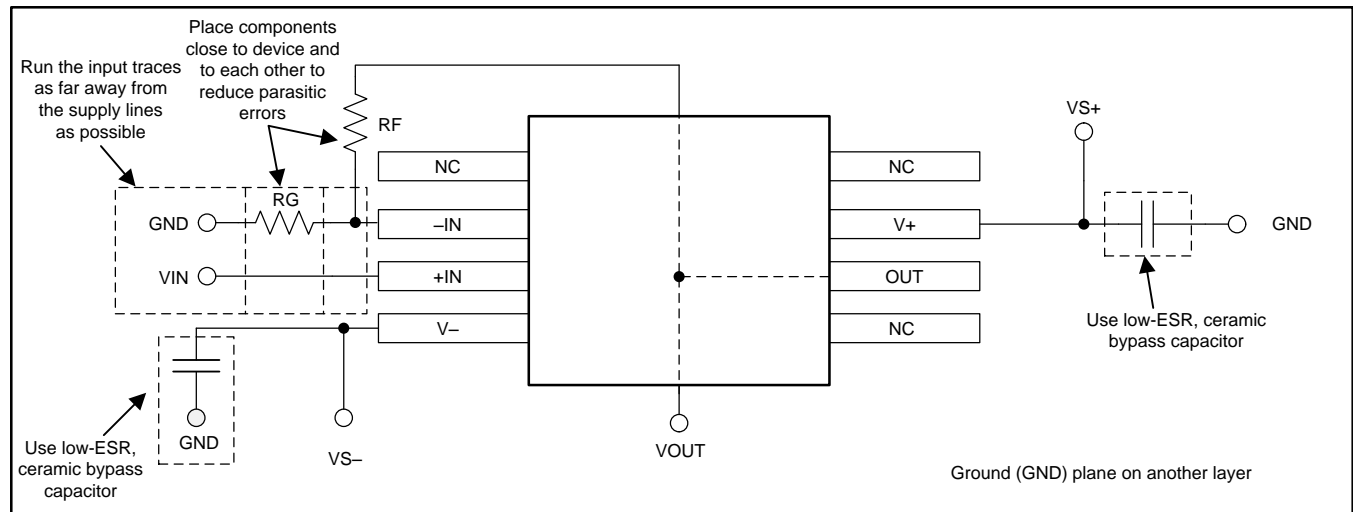 Place components
close to device and
to each other to
reduce parasitic
errors
Run the input traces
as far away from
the supply lines
as possible
RF
VS+
NC
NC
RG
GND
–IN
V+
GND
VIN
+IN
OUT
V–
NC
Use low-ESR, ceramic
bypass capacitor
GND
Use low-ESR,
ceramic bypass
capacitor
VS–
VOUT
Ground (GND) plane on another layer